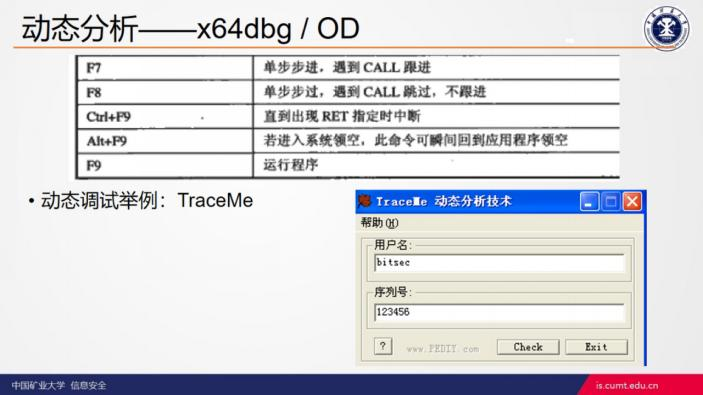 动态分析——x64dbg / OD
F7 单步步进，遇到 CALL 跟进
F8 单步步过，遇到 CALL 跳过，不跟进
Ctrl+F9 直到出现 RET 指定时中断
Alt+F9 若进入系统领空，此命令可瞬间回到应用程序领空
F9 运行程序
• 动态调试举例：TraceMe
TraceMe 动态分析技术
帮助(H)
用户名:
bitsec
序列号:
123456
? www.PEDIY.com Check Exit
中国矿业大学 信息安全 is.cumt.edu.cn